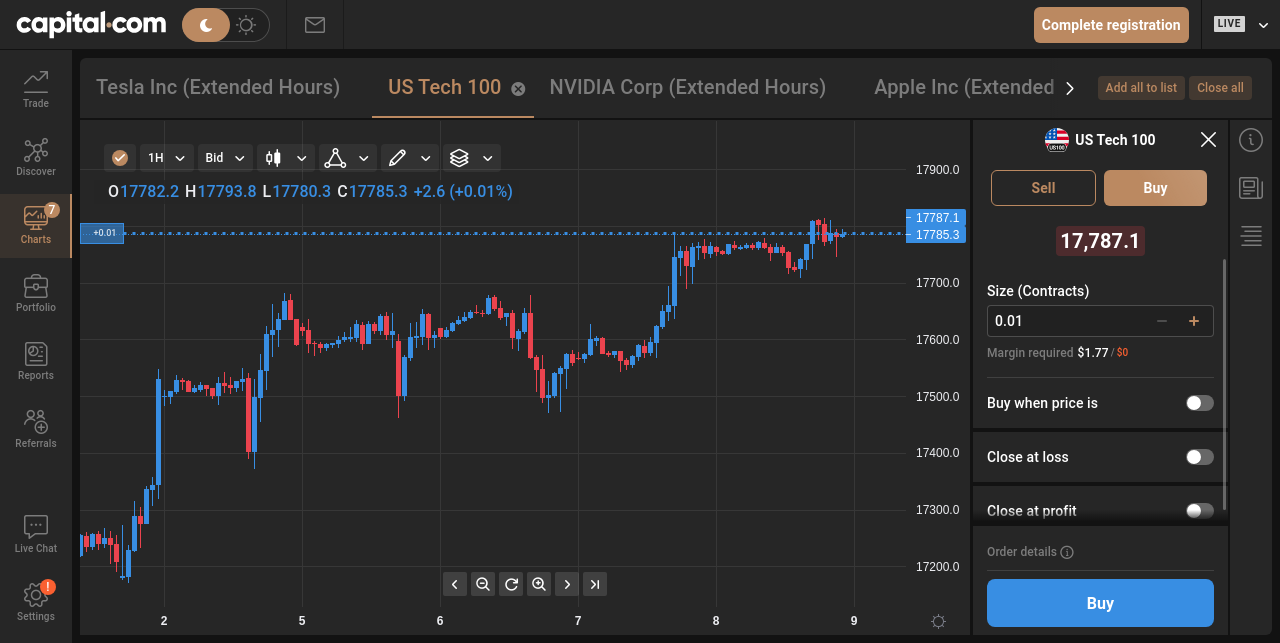 capital.com
Complete registration
LIVE
Trade
Discover
7
Charts
Portfolio
Reports
Referrals
Live Chat
!
Settings
Tesla Inc (Extended Hours)
US Tech 100
NVIDIA Corp (Extended Hours)
Apple Inc (Extended
Add all to list
Close all
1H
Bid
O17782.2 H17793.8 L17780.3 C17785.3 +2.6 (+0.01%)
+0.01
17900.0
17787.1
17785.3
17700.0
17600.0
17500.0
17400.0
17300.0
17200.0
2 5 6 7 8 9
US100
US Tech 100
Sell
Buy
17,787.1
Size (Contracts)
0.01
Margin required $1.77 / $0
Buy when price is
Close at loss
Close at profit
Order details
Buy